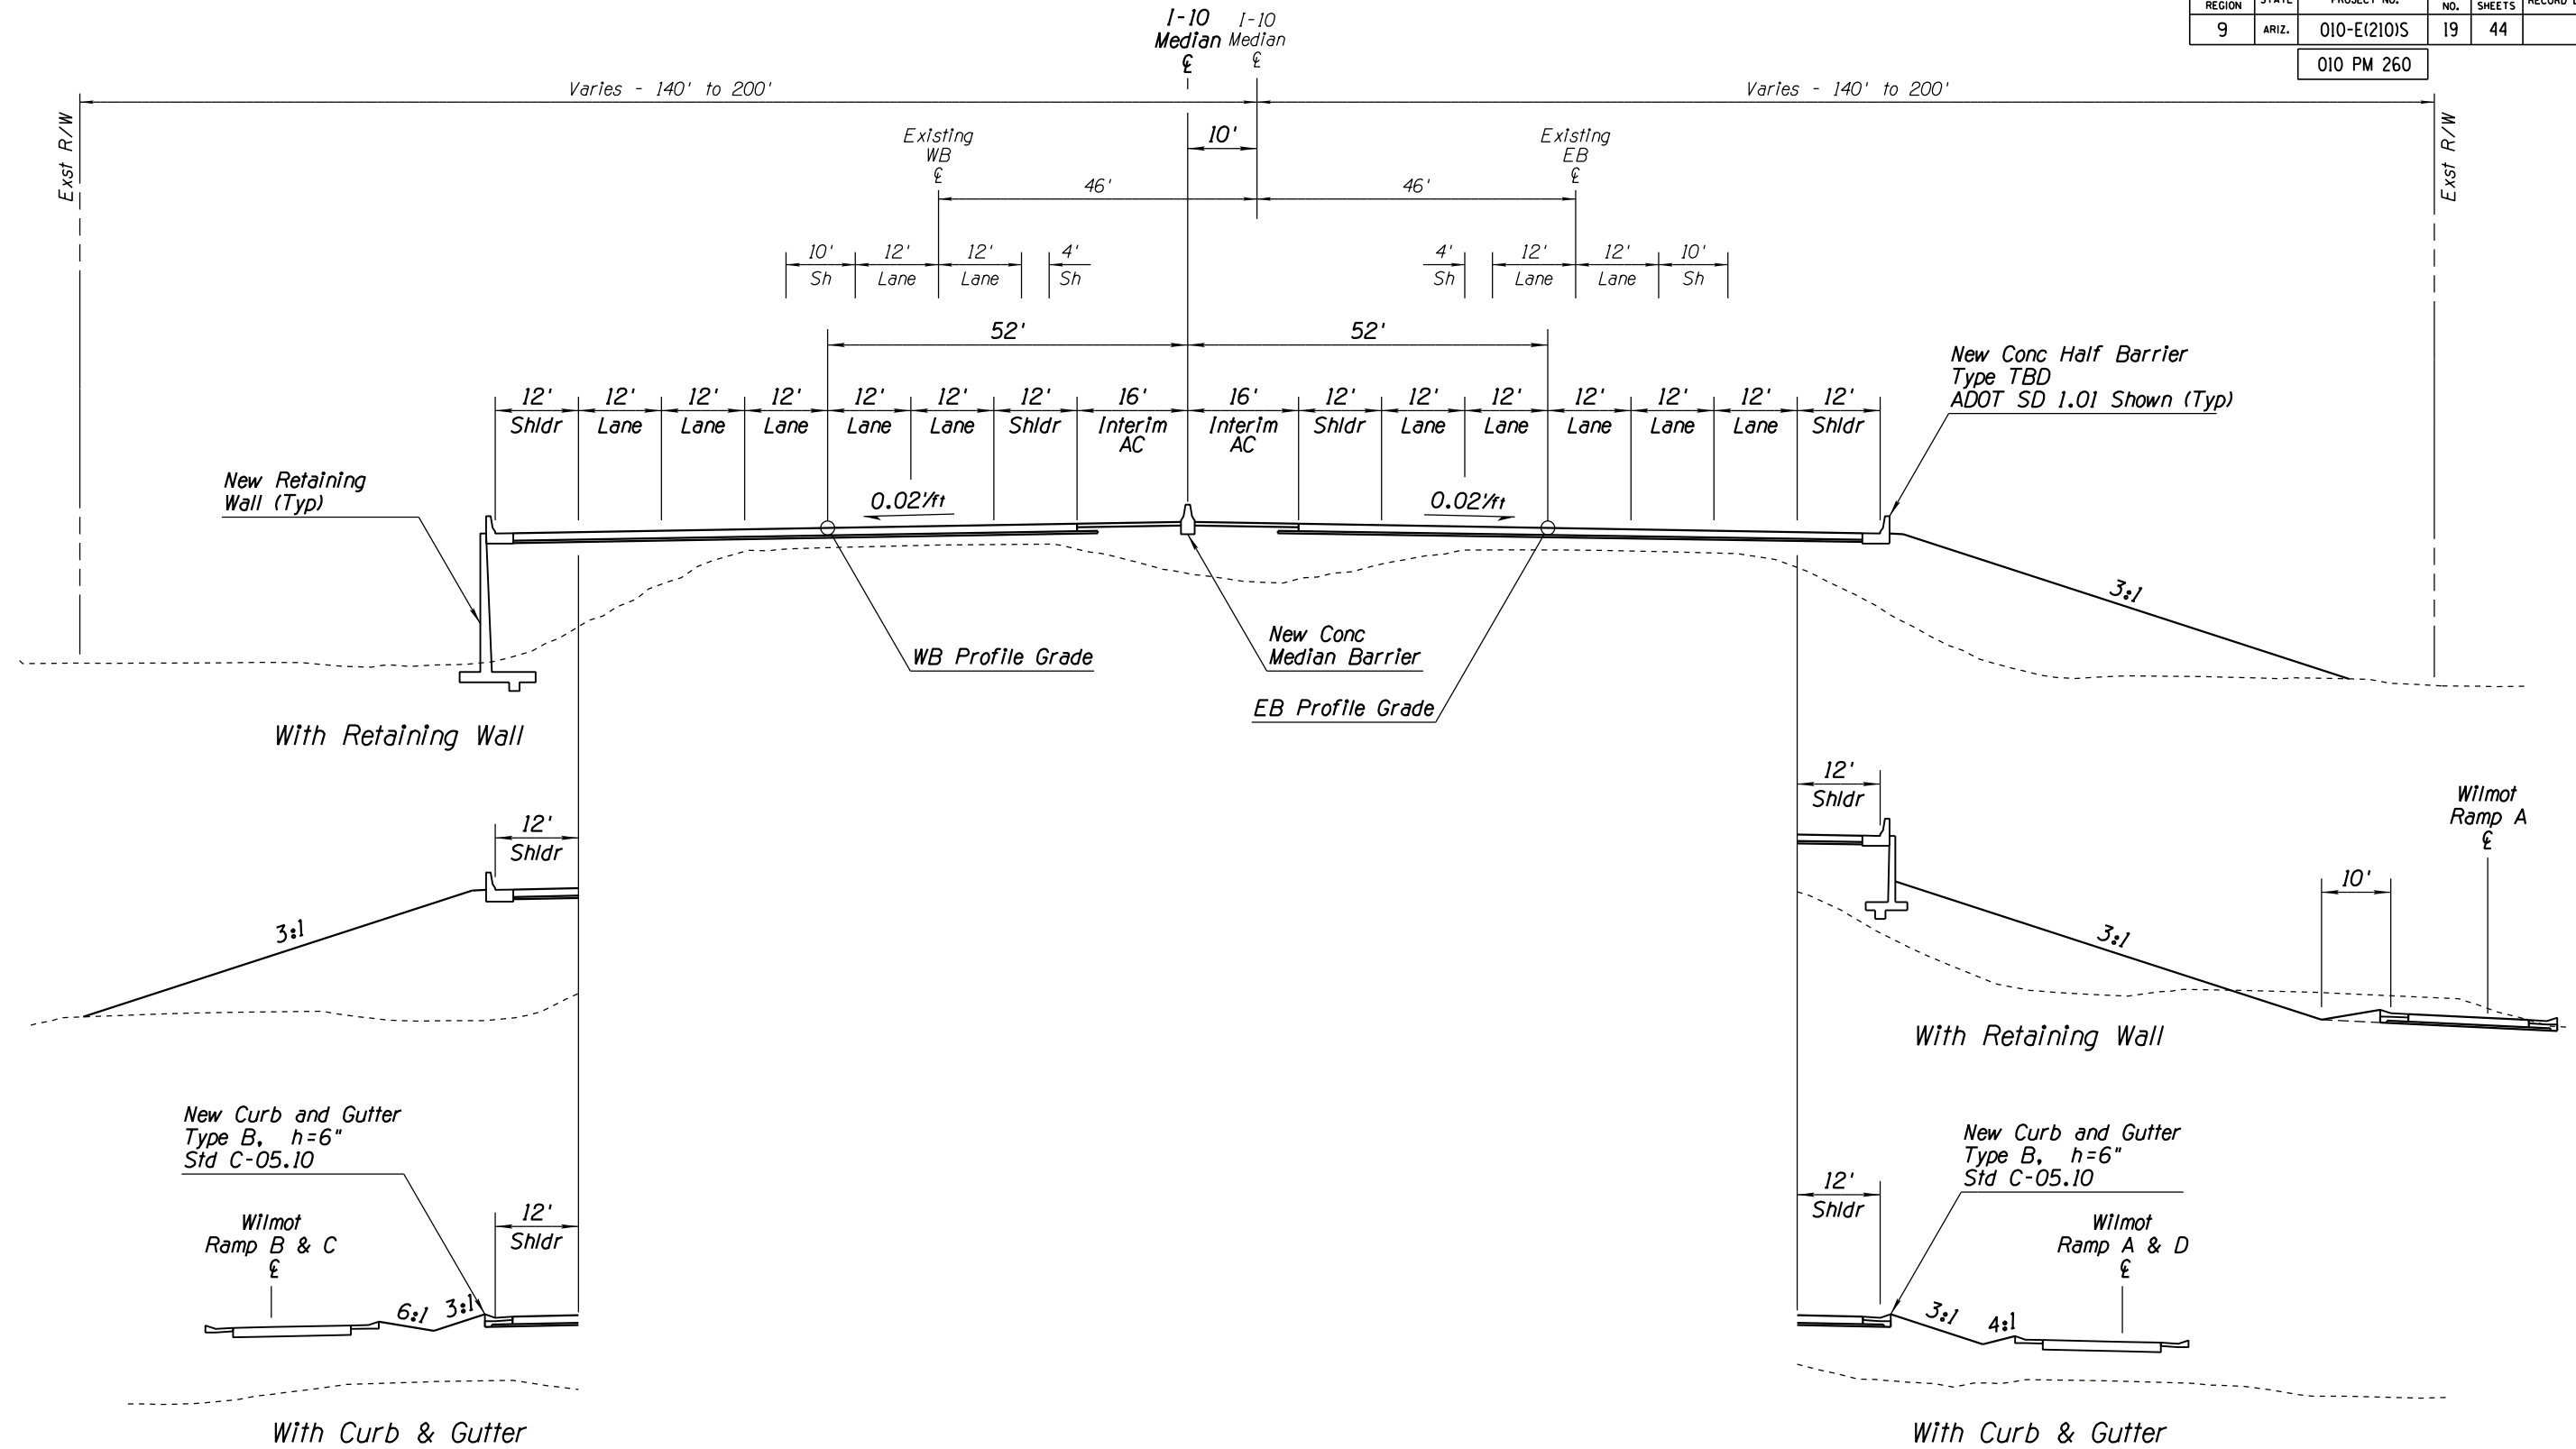 REGION STATE PROJECT NO. NO. SHEETS RECORD
9 ARIZ. 010-E(210)S 19 44
010 PM 260
I-10
Median
℄
I-10
Median
℄
Varies - 140' to 200'
Varies - 140' to 200'
Exst R/W
Exst R/W
10'
Existing
WB
℄
Existing
EB
℄
46'
46'
10' 12' 12' 4'
Sh Lane Lane Sh
4' 12' 12' 10'
Sh Lane Lane Sh
52'
52'
12' 12' 12' 12' 12' 12' 12' 16' 16' 12' 12' 12' 12' 12' 12' 12'
Shldr Lane Lane Lane Lane Lane Shldr Interim Interim Shldr Lane Lane Lane Lane Lane Shldr
AC AC
New Conc Half Barrier
Type TBD
ADOT SD 1.01 Shown (Typ)
New Retaining
Wall (Typ)
0.02'/ft
0.02'/ft
3:1
WB Profile Grade
New Conc
Median Barrier
EB Profile Grade
With Retaining Wall
12'
Shldr
3:1
12'
Shldr
Wilmot
Ramp A
℄
10'
3:1
With Retaining Wall
New Curb and Gutter
Type B, h=6"
Std C-05.10
Wilmot
Ramp B & C
℄
12'
Shldr
6:1
3:1
With Curb & Gutter
New Curb and Gutter
Type B, h=6"
Std C-05.10
12'
Shldr
Wilmot
Ramp A & D
℄
3:1
4:1
With Curb & Gutter